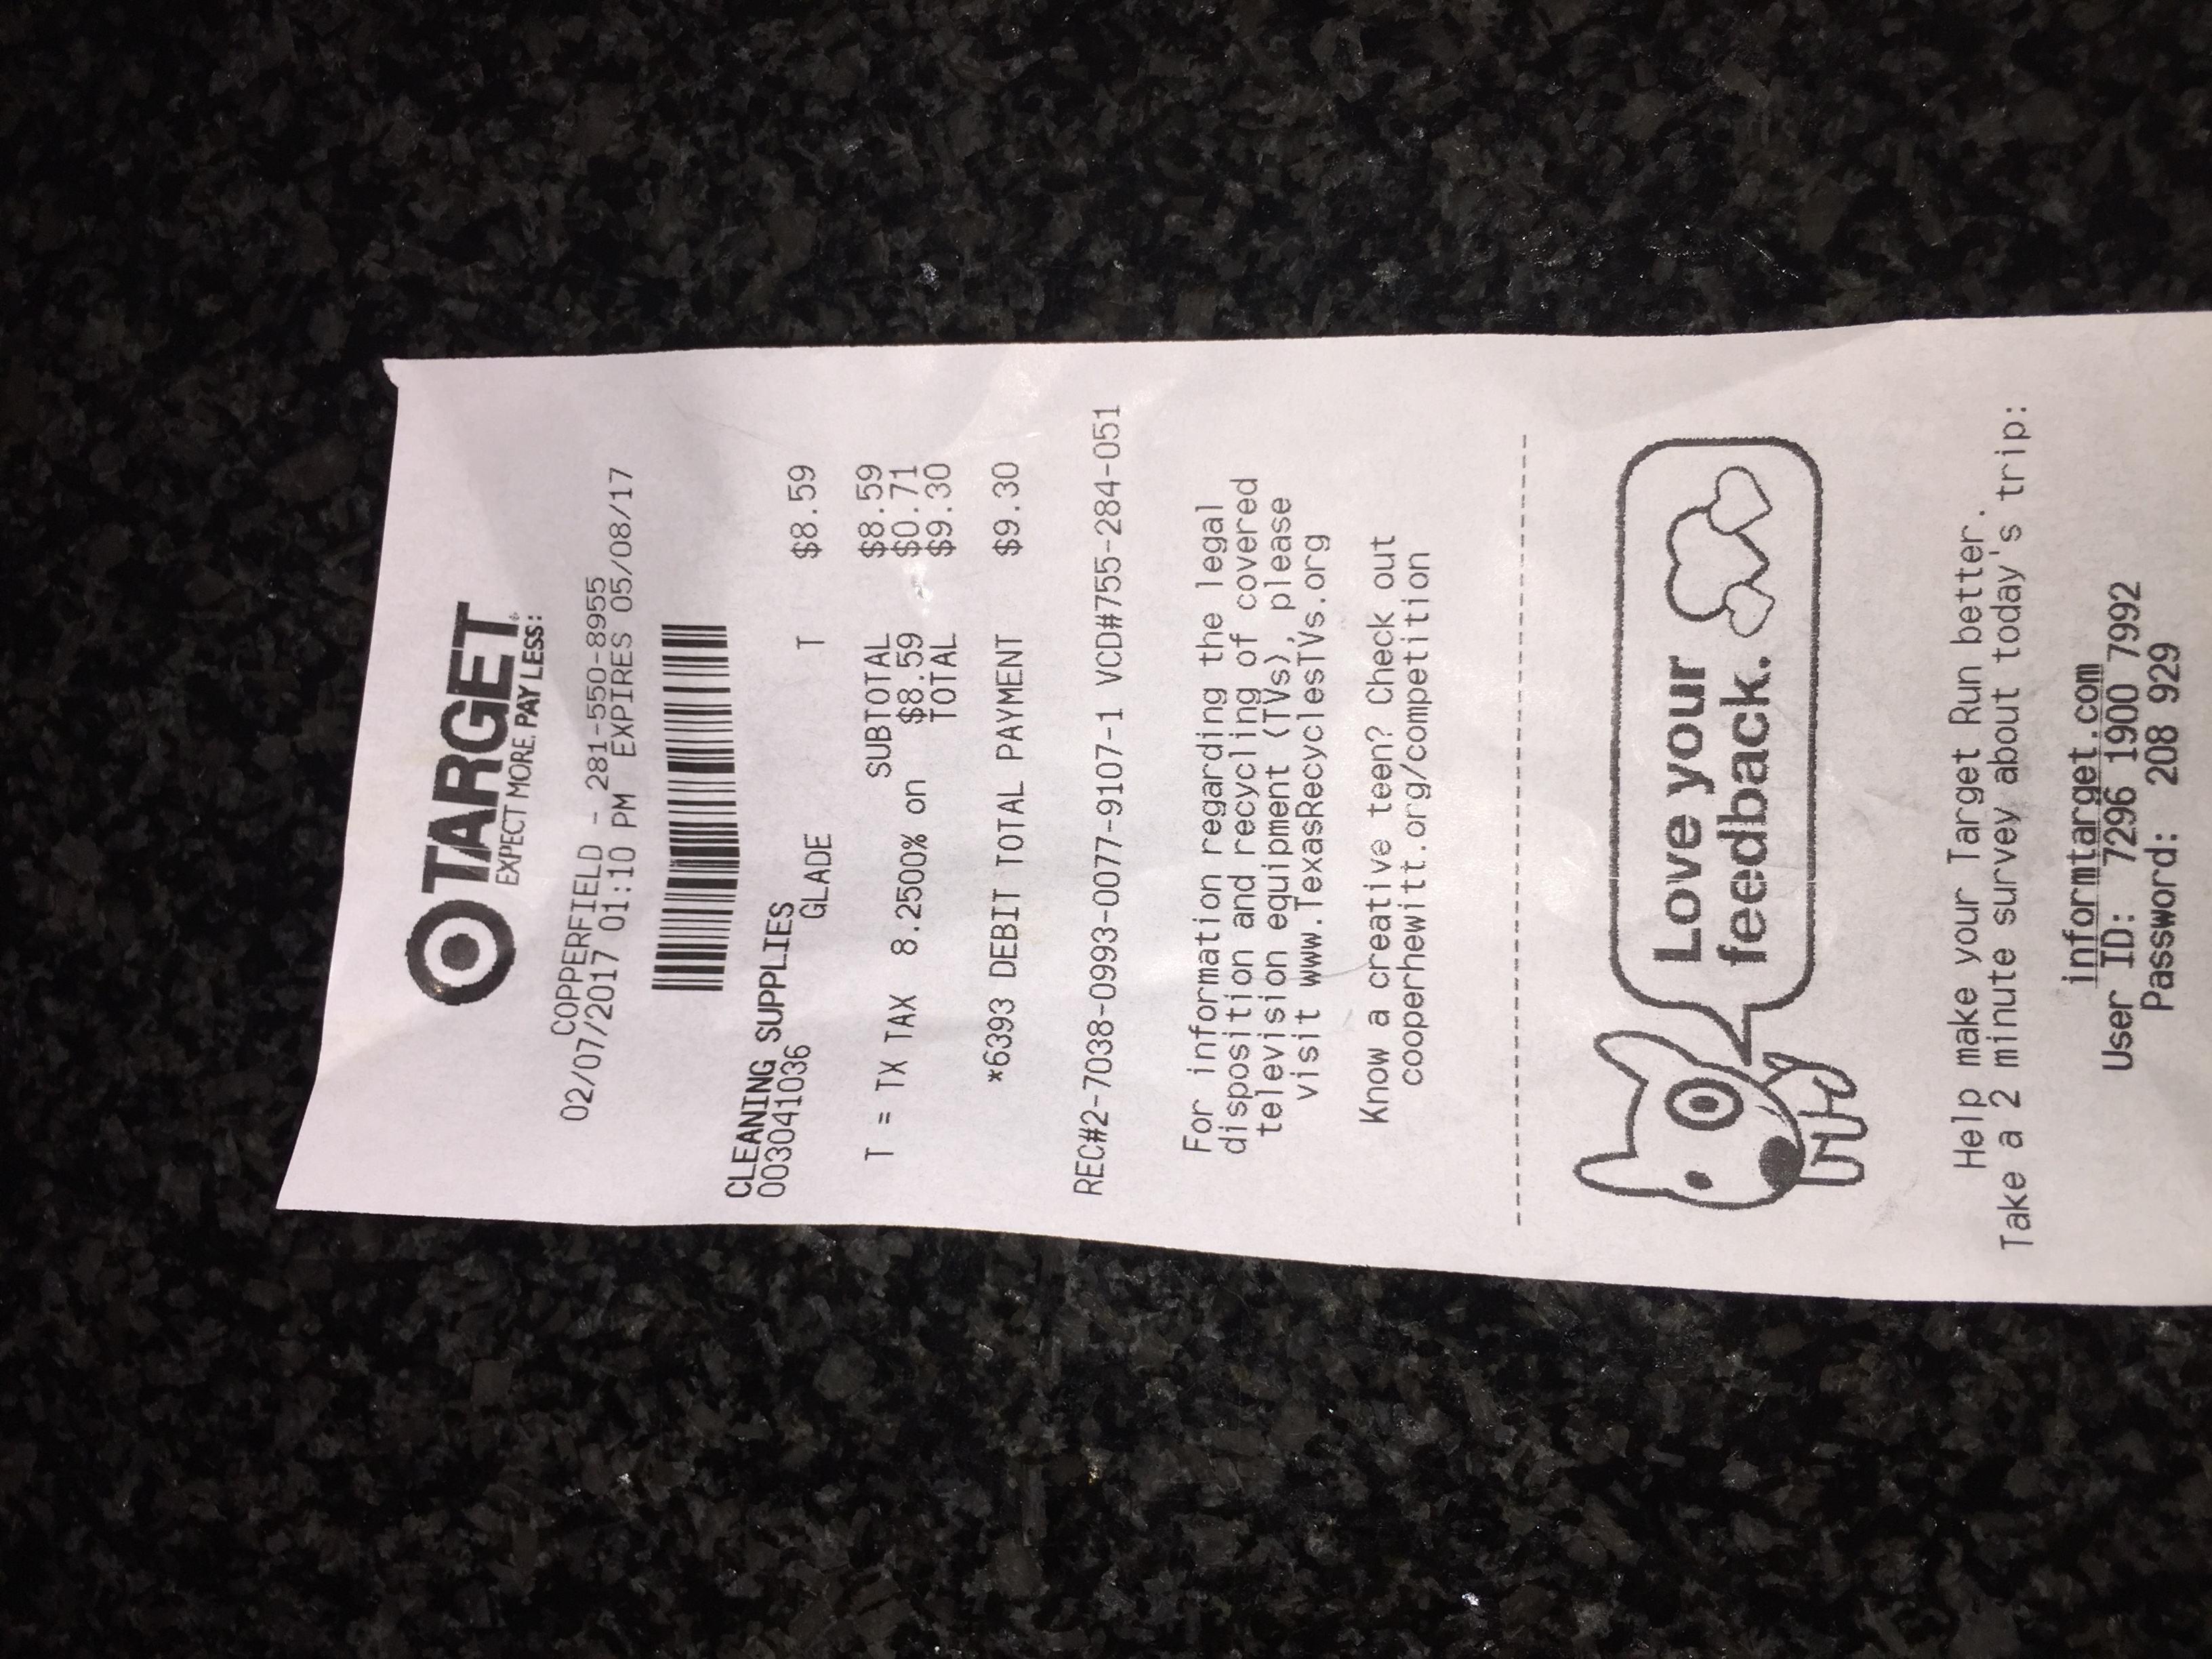 TARGET
EXPECT MORE. PAY LESS.
COPPERFIELD - 281-550-8955
02/07/2017 01:10 PM EXPIRES 05/08/17
CLEANING SUPPLIES
003041036 GLADE T $8.59
SUBTOTAL $8.59
T = TX TAX 8.2500% on $8.59 $0.71
TOTAL $9.30
*6393 DEBIT TOTAL PAYMENT $9.30
REC#2-7038-0993-0077-9107-1 VCD#755-284-051
For information regarding the legal
disposition and recycling of covered
television equipment (TVs), please
visit www.TexasRecyclesTVs.org
Know a creative teen? Check out
cooperhewitt.org/competition
Love your
feedback.
Help make your Target Run better.
Take a 2 minute survey about today's trip:
informtarget.com
User ID: 7296 1900 7992
Password: 208 929